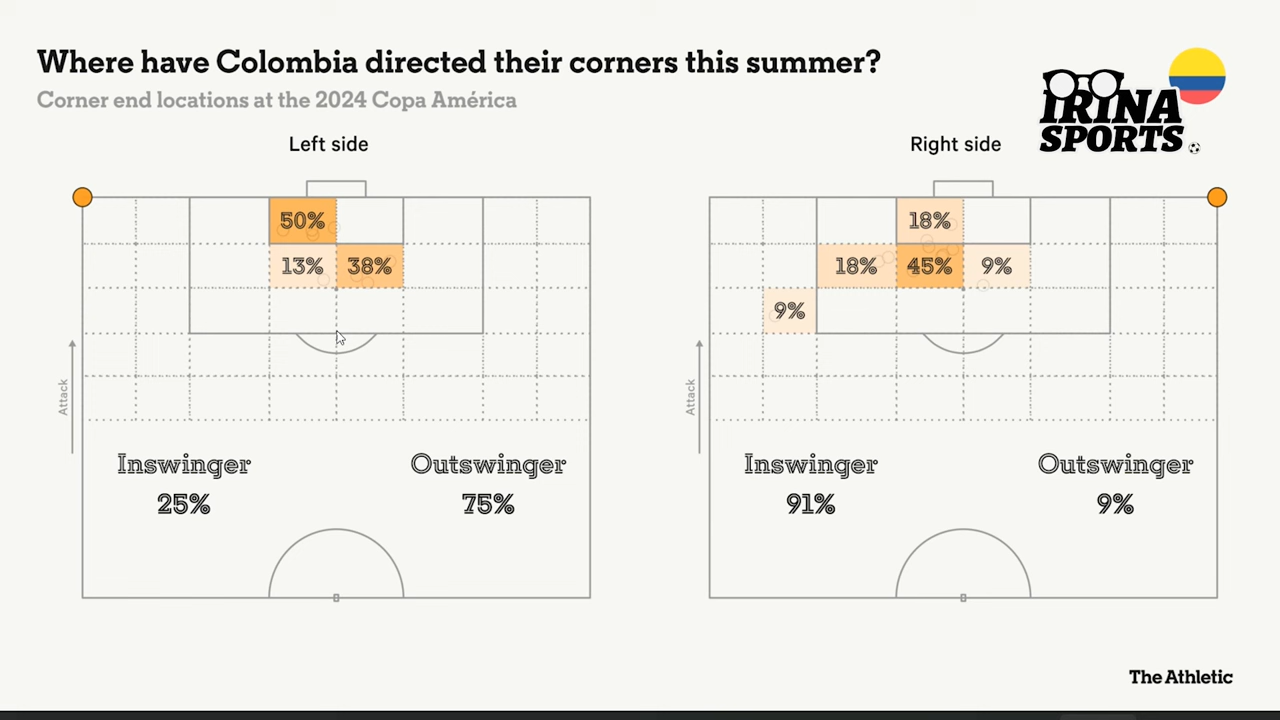 Where have Colombia directed their corners this summer?
Corner end locations at the 2024 Copa América
IRINA
SPORTS
Left side
Right side
50%
13% 38%
18%
18% 45% 9%
9%
Attack
Attack
Inswinger Outswinger
25% 75%
Inswinger Outswinger
91% 9%
The Athletic